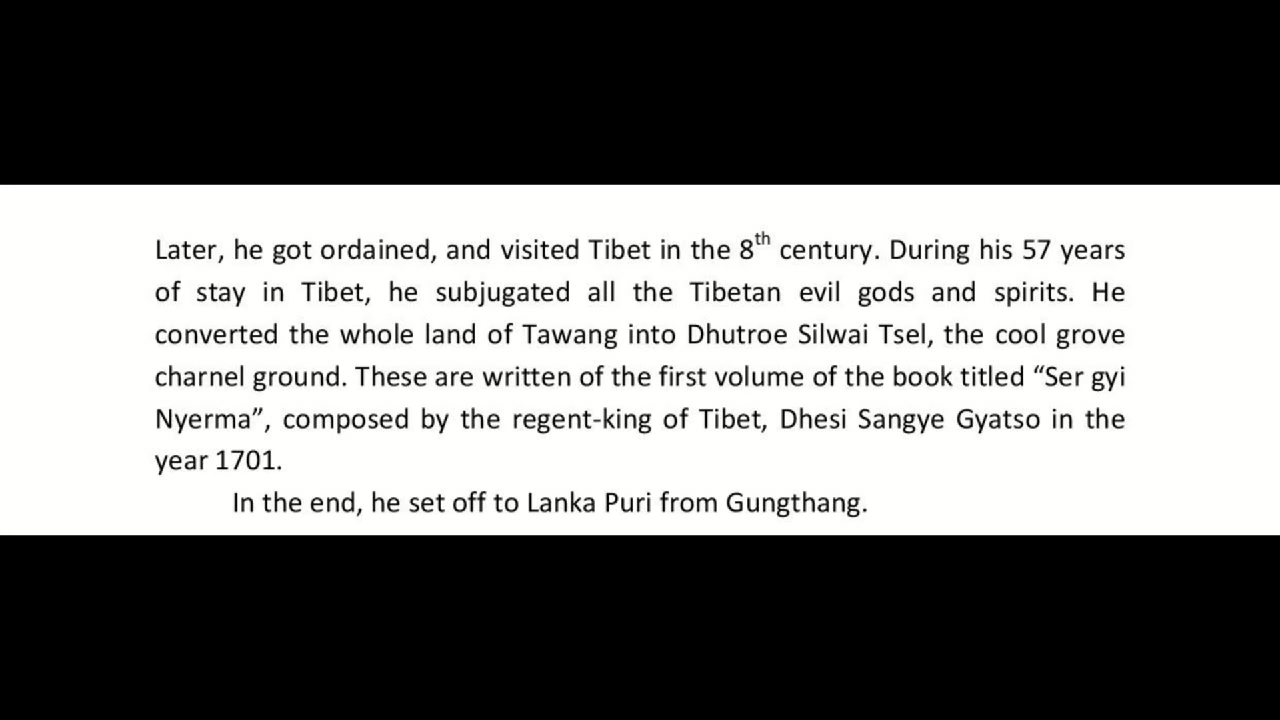 Later, he got ordained, and visited Tibet in the 8th century. During his 57 years
of stay in Tibet, he subjugated all the Tibetan evil gods and spirits. He
converted the whole land of Tawang into Dhutroe Silwai Tsel, the cool grove
charnel ground. These are written of the first volume of the book titled “Ser gyi
Nyerma”, composed by the regent-king of Tibet, Dhesi Sangye Gyatso in the
year 1701.
In the end, he set off to Lanka Puri from Gungthang.